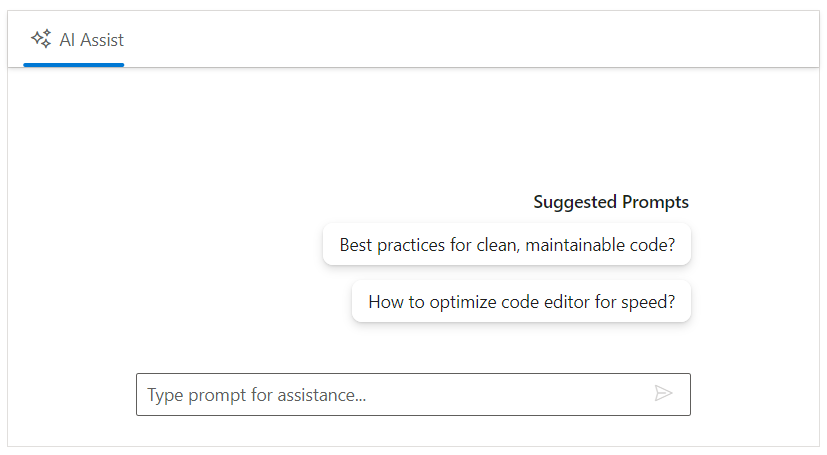 AI Assist
Suggested Prompts
Best practices for clean, maintainable code?
How to optimize code editor for speed?
Type prompt for assistance...